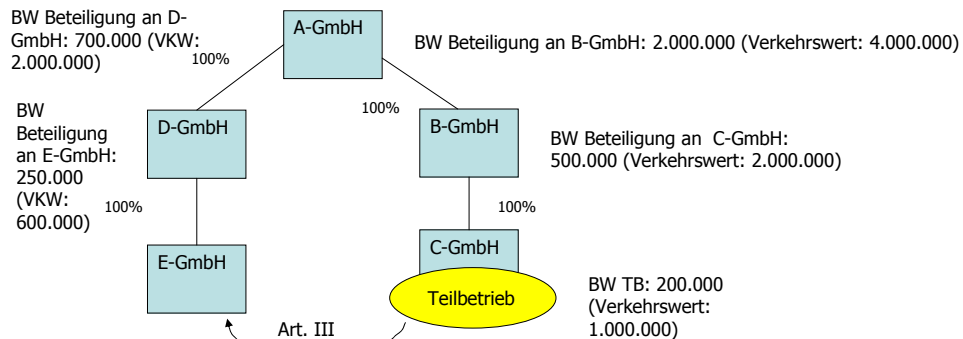 BW Beteiligung an D-
GmbH: 700.000 (VKW:
2.000.000)
100%
A-GmbH
BW Beteiligung an B-GmbH: 2.000.000 (Verkehrswert: 4.000.000)
BW
Beteiligung
an E-GmbH:
250.000
(VKW:
600.000)
D-GmbH
100%
B-GmbH
BW Beteiligung an C-GmbH:
500.000 (Verkehrswert: 2.000.000)
100%
100%
E-GmbH
C-GmbH
Teilbetrieb
BW TB: 200.000
(Verkehrswert:
1.000.000)
Art. III